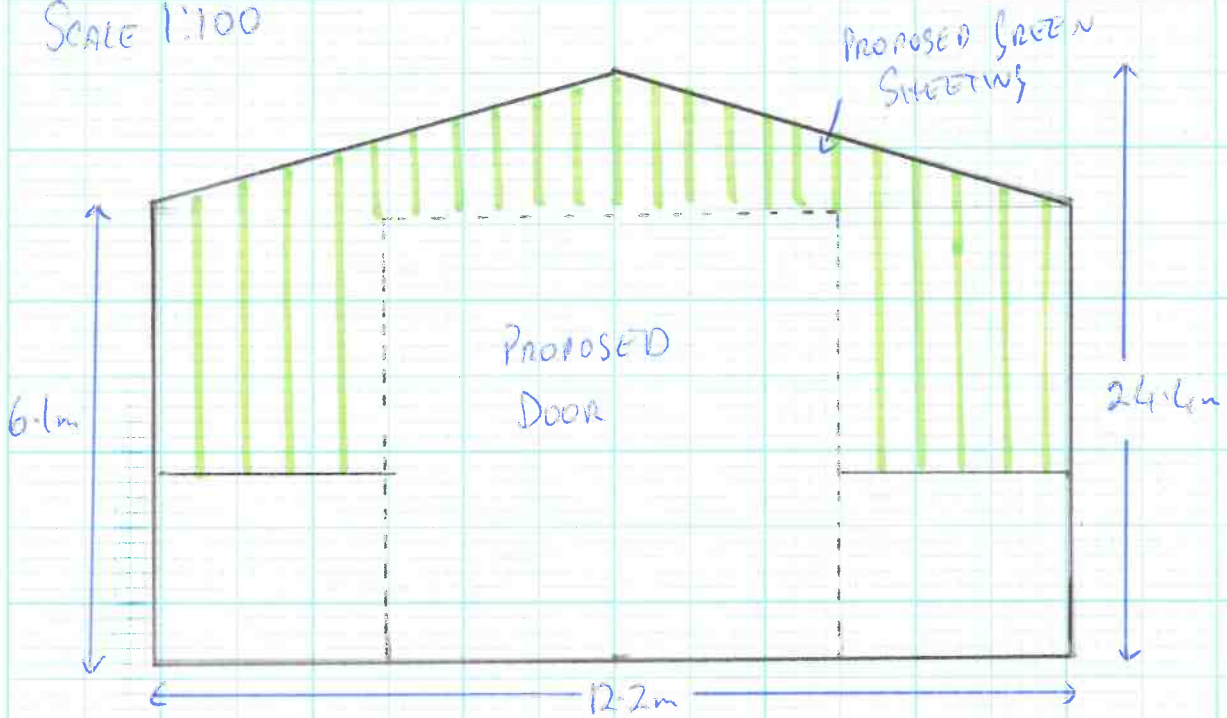 SCALE 1:100
PROPOSED GREEN
SHEETING
PROPOSED
DOOR
6.1m
24.4m
12.2m